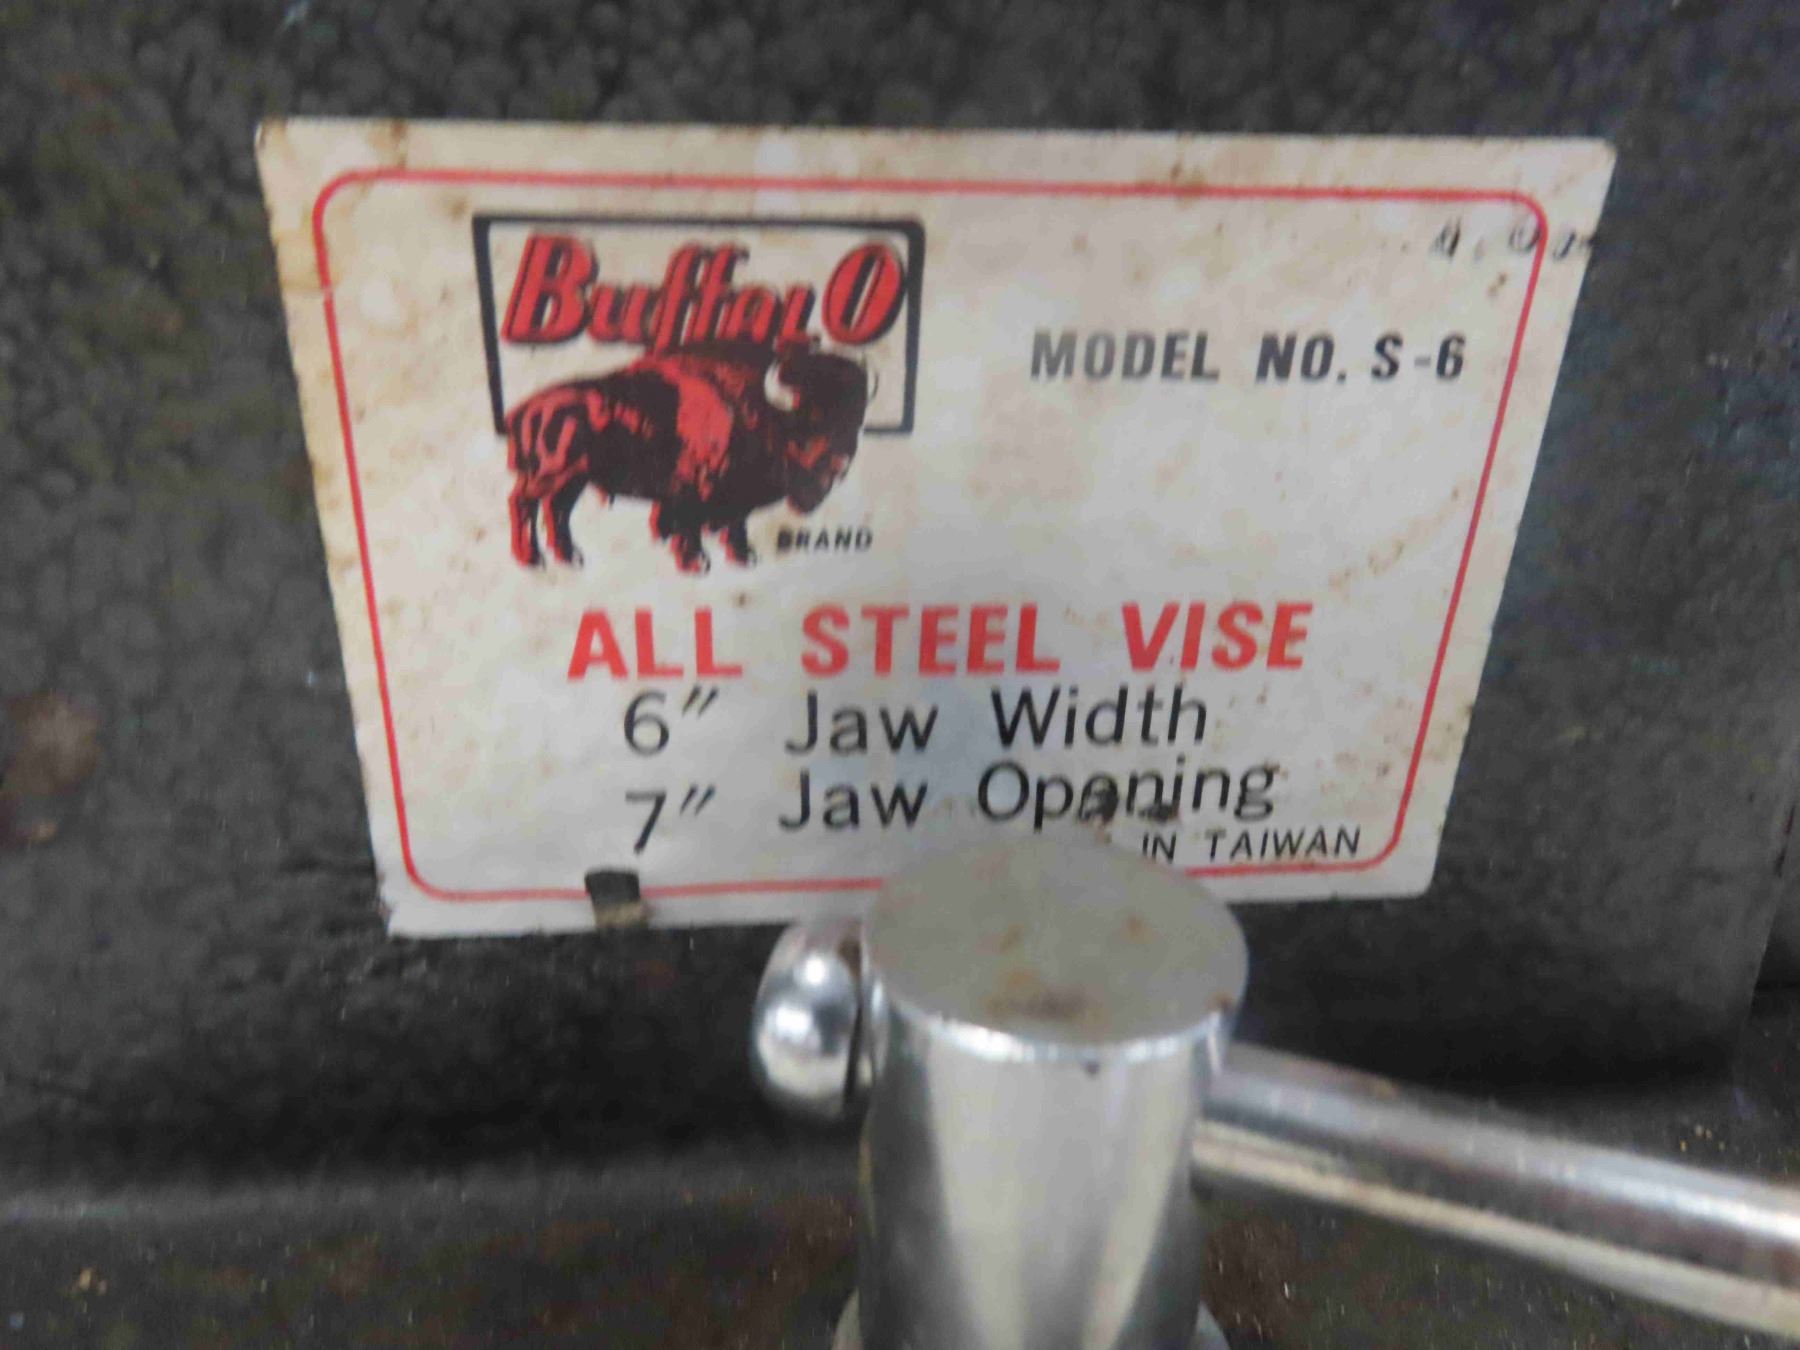 Buffalo
MODEL NO. S-6
BRAND
ALL STEEL VISE
6" Jaw Width
7" Jaw Opening
IN TAIWAN